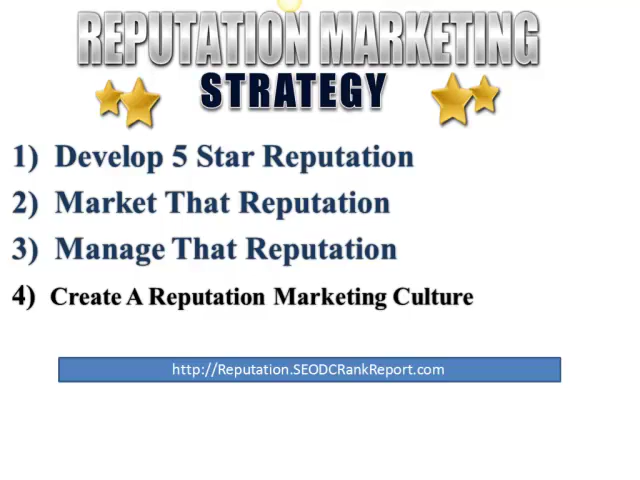 REPUTATION MARKETING
STRATEGY
1) Develop 5 Star Reputation
2) Market That Reputation
3) Manage That Reputation
4) Create A Reputation Marketing Culture
http://Reputation.SEODCRankReport.com